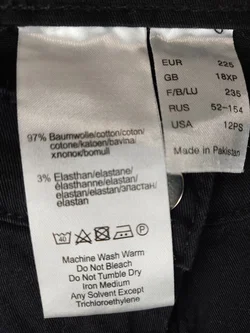 97% Baumwolle/cotton/coton/
cotone/katoen/bavlna/
хлопок/bomull
3% Elasthan/elastane/
élasthanne/elastan/
elastan/elastan/эластан/
elastan
40
P
Machine Wash Warm
Do Not Bleach
Do Not Tumble Dry
Iron Medium
Any Solvent Except
Trichloroethylene
EUR 225
GB 18XP
F/B/LU 235
RUS 52-164
USA 12PS
Made in Pakistan